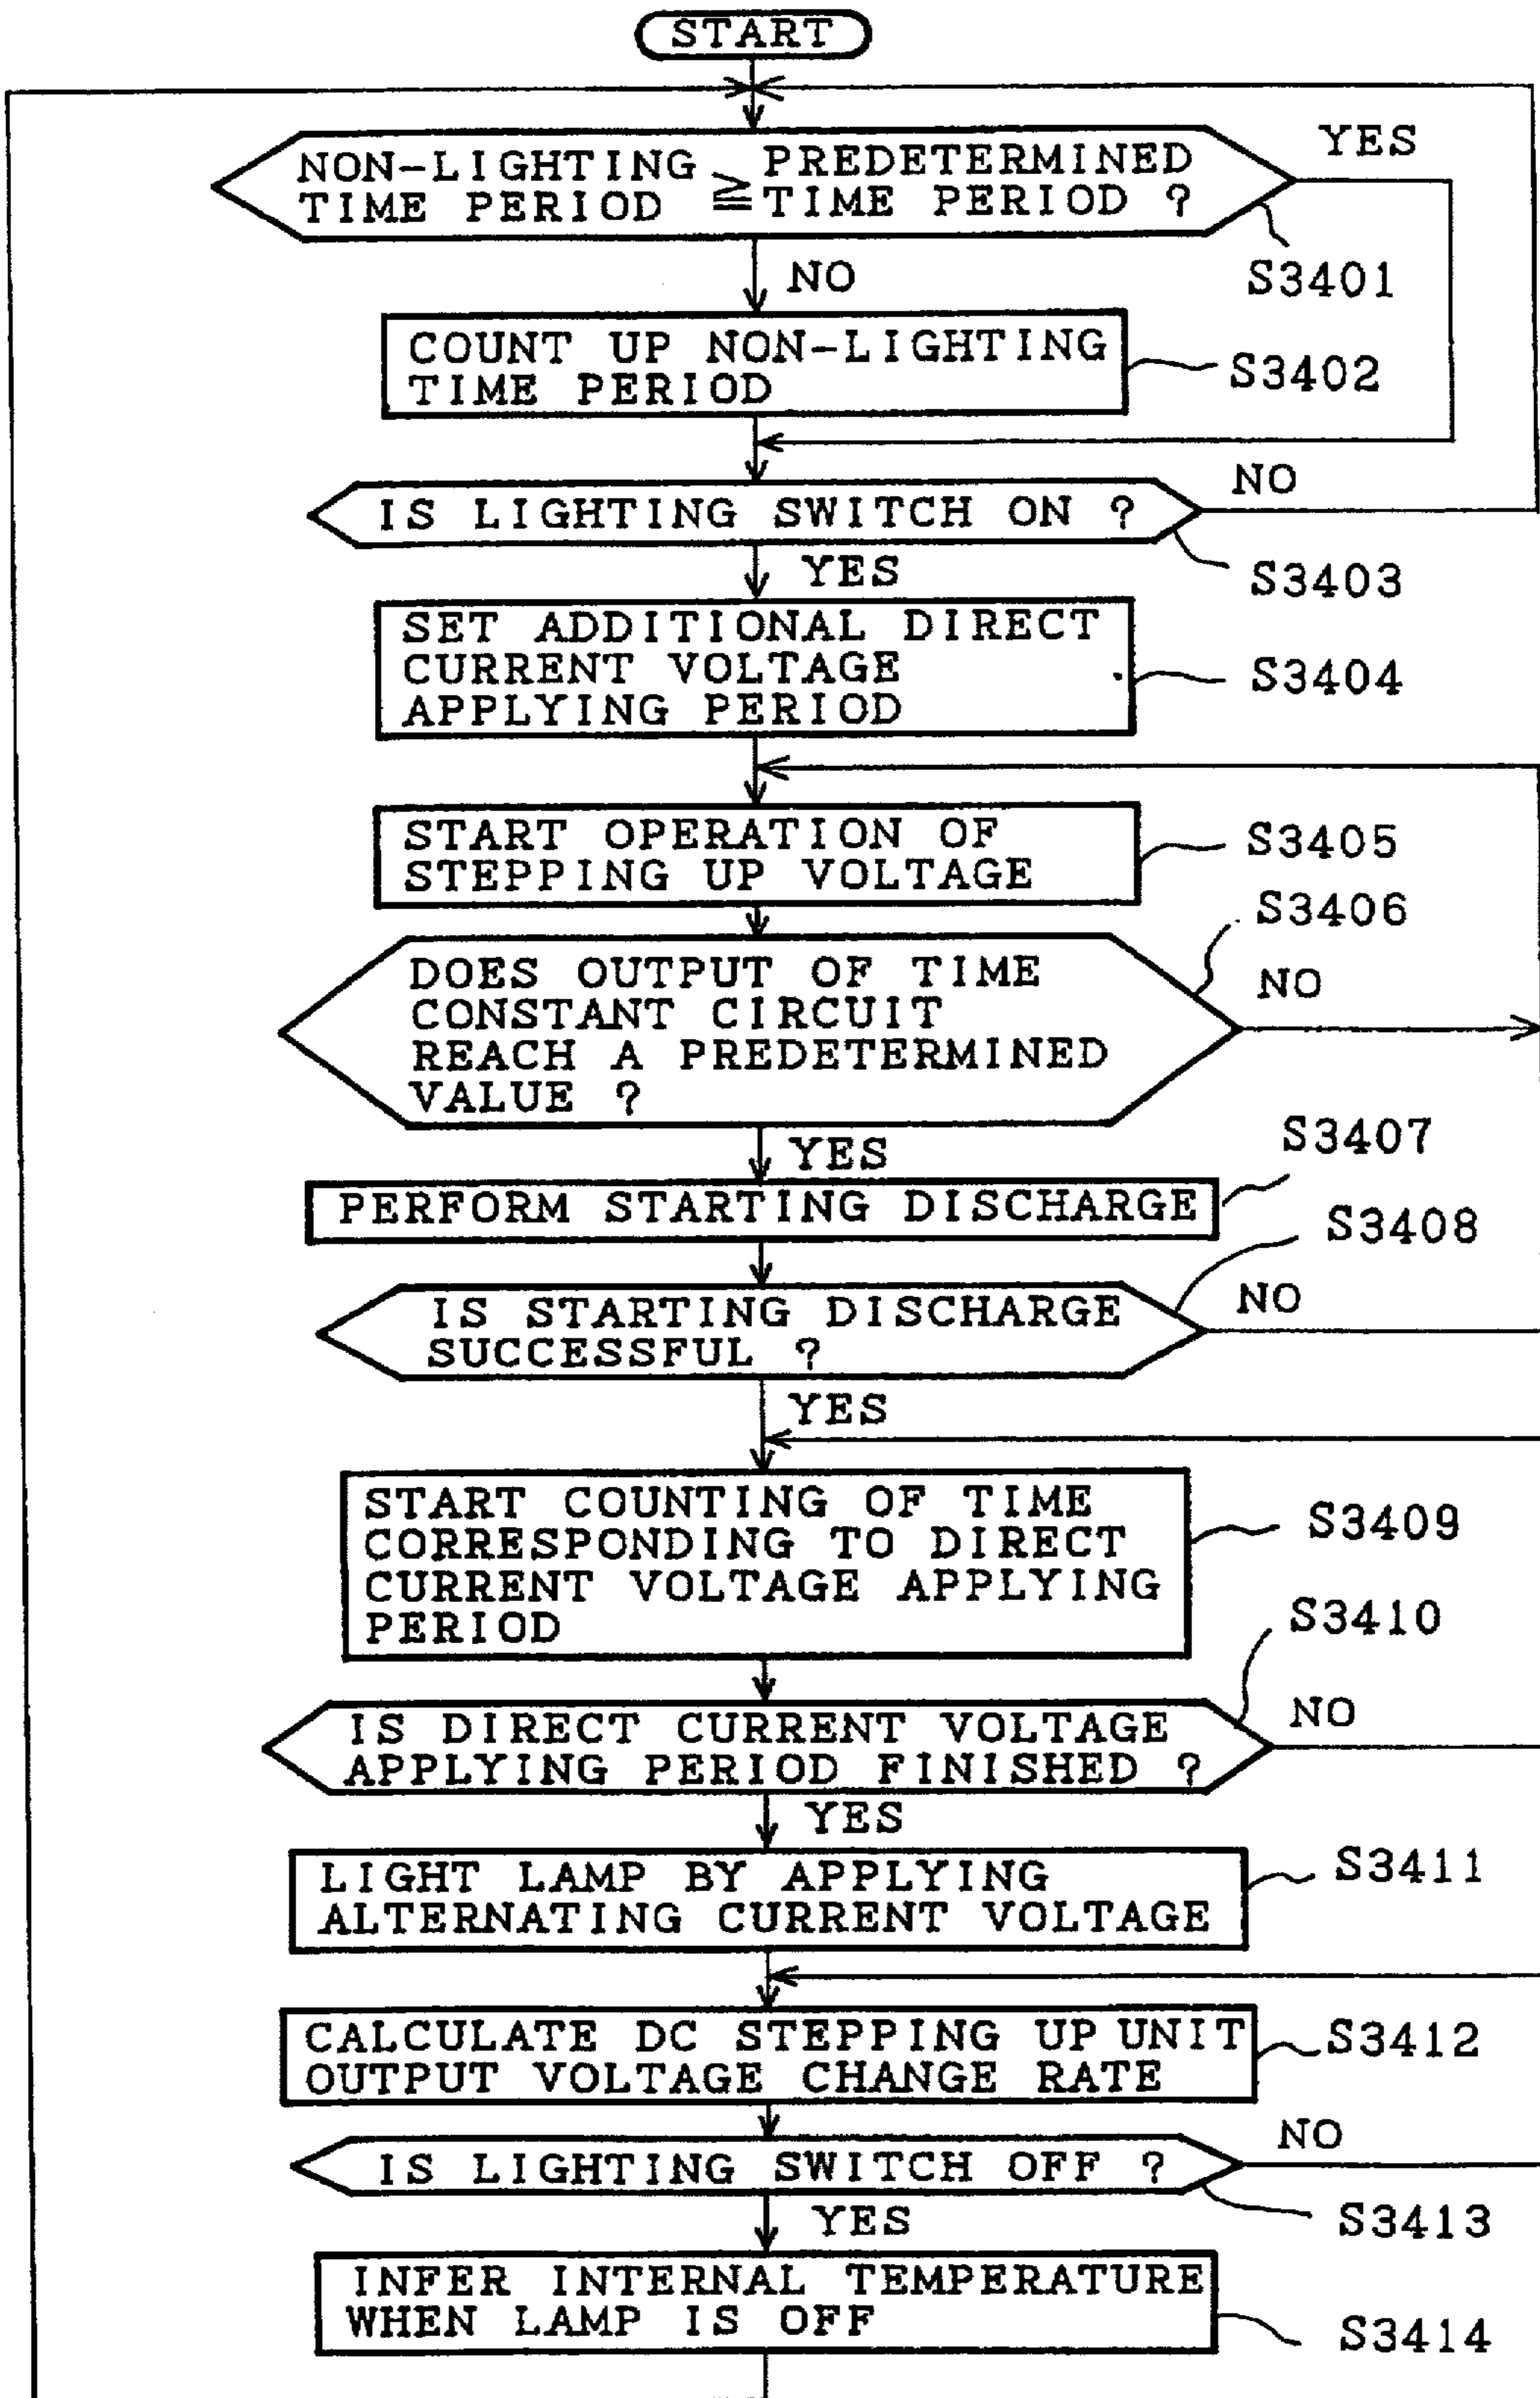 START
NON-LIGHTING ≧ PREDETERMINED
TIME PERIOD TIME PERIOD ?
YES
S3401
NO
COUNT UP NON-LIGHTING
TIME PERIOD
S3402
IS LIGHTING SWITCH ON ?
NO
S3403
YES
SET ADDITIONAL DIRECT
CURRENT VOLTAGE
APPLYING PERIOD
S3404
START OPERATION OF
STEPPING UP VOLTAGE
S3405
S3406
DOES OUTPUT OF TIME
CONSTANT CIRCUIT
REACH A PREDETERMINED
VALUE ?
NO
YES
S3407
PERFORM STARTING DISCHARGE
S3408
IS STARTING DISCHARGE
SUCCESSFUL ?
NO
YES
START COUNTING OF TIME
CORRESPONDING TO DIRECT
CURRENT VOLTAGE APPLYING
PERIOD
S3409
S3410
IS DIRECT CURRENT VOLTAGE
APPLYING PERIOD FINISHED ?
NO
YES
LIGHT LAMP BY APPLYING
ALTERNATING CURRENT VOLTAGE
S3411
CALCULATE DC STEPPING UP UNIT
OUTPUT VOLTAGE CHANGE RATE
S3412
IS LIGHTING SWITCH OFF ?
NO
S3413
YES
INFER INTERNAL TEMPERATURE
WHEN LAMP IS OFF
S3414